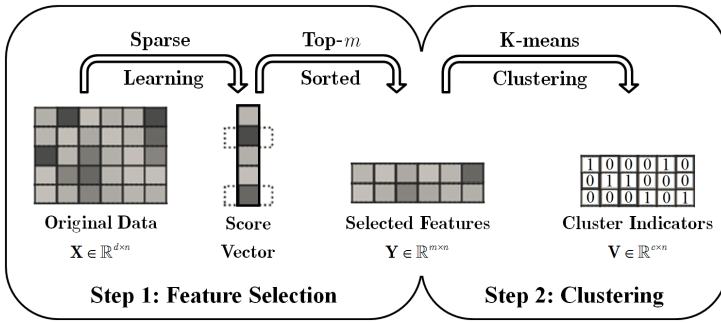 Sparse
Learning
Top-m
Sorted
K-means
Clustering
Original Data
X ∈ ℝ^{d×n}
Score
Vector
Selected Features
Y ∈ ℝ^{m×n}
1 0 0 0 1 0
0 1 1 0 0 0
0 0 0 1 0 1
Cluster Indicators
V ∈ ℝ^{c×n}
Step 1: Feature Selection
Step 2: Clustering